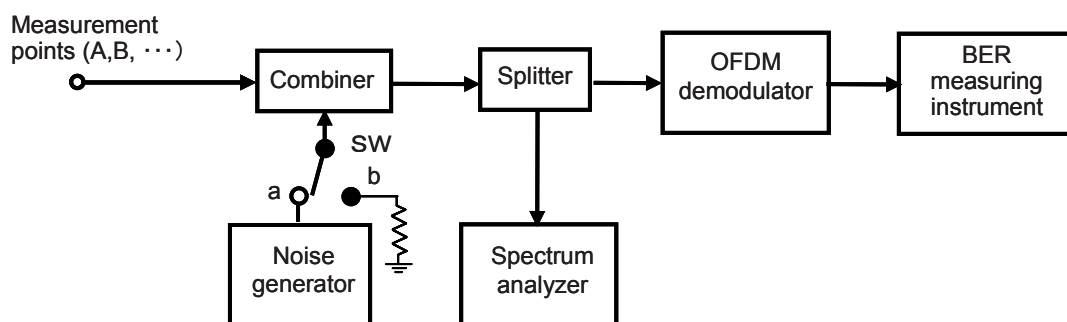 Measurement
points (A,B, ···)
Combiner
Splitter
OFDM
demodulator
BER
measuring
instrument
SW
a
b
Noise
generator
Spectrum
analyzer